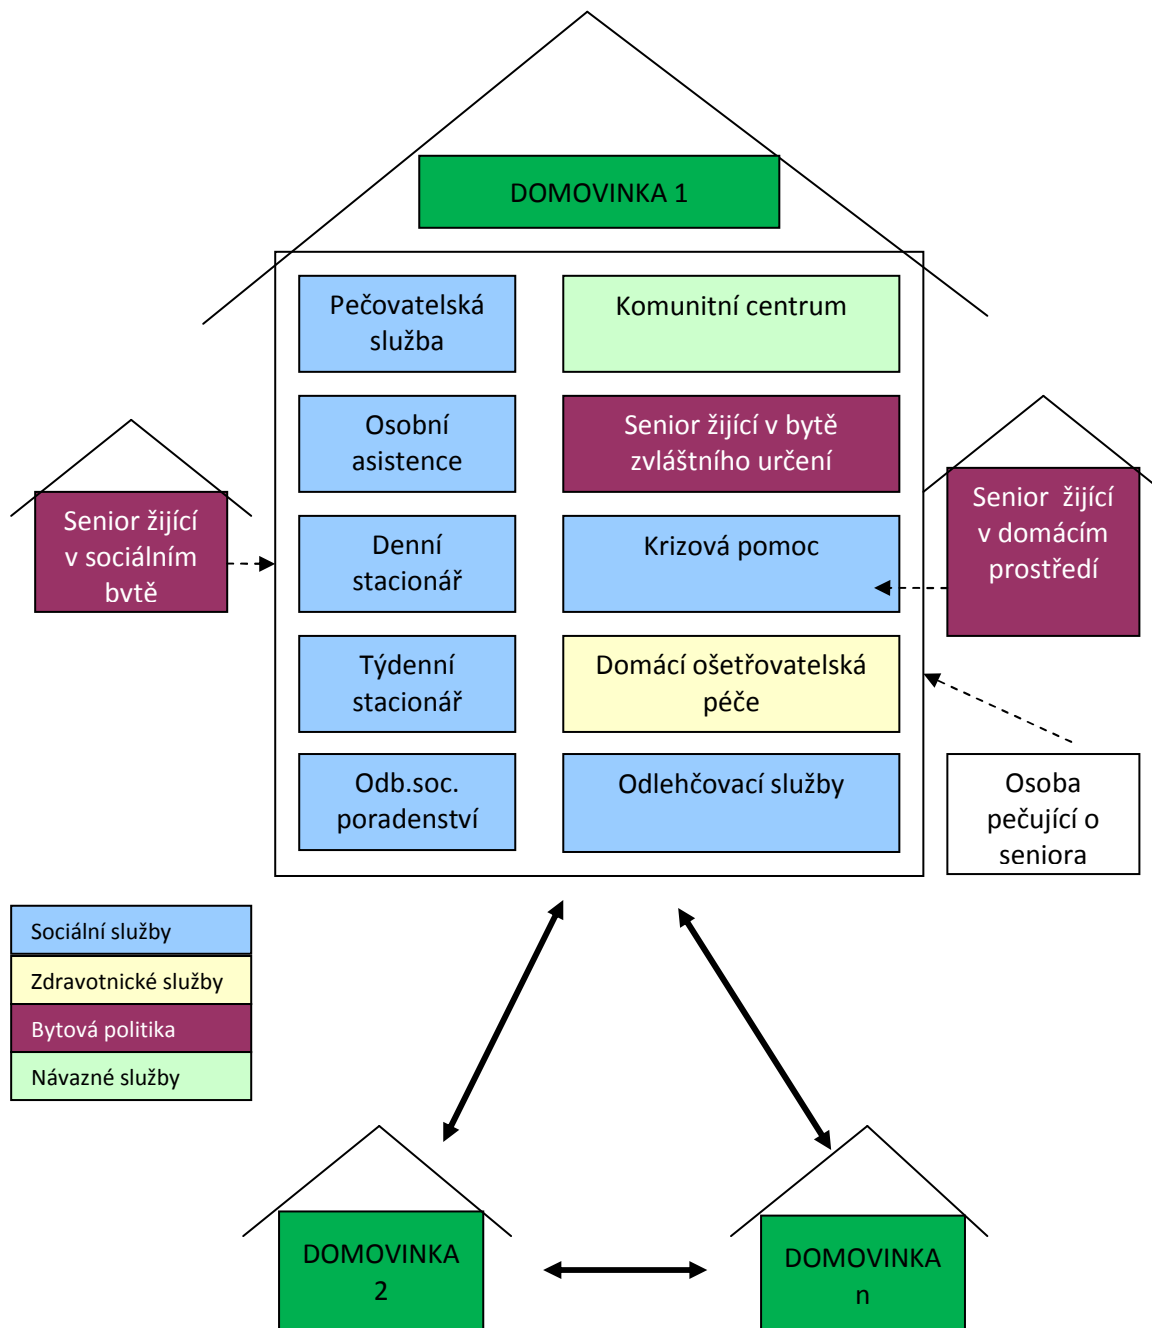 DOMOVINKA 1
Pečovatelská
služba
Komunitní centrum
Osobní
asistence
Senior žijící v bytě
zvláštního určení
Senior žijící
v sociálním
bytě
Denní
stacionář
Krizová pomoc
Senior žijící
v domácím
prostředí
Týdenní
stacionář
Domácí ošetřovatelská
péče
Odb.soc.
poradenství
Odlehčovací služby
Osoba
pečující o
seniora
Sociální služby
Zdravotnické služby
Bytová politika
Návazné služby
DOMOVINKA
2
DOMOVINKA
n